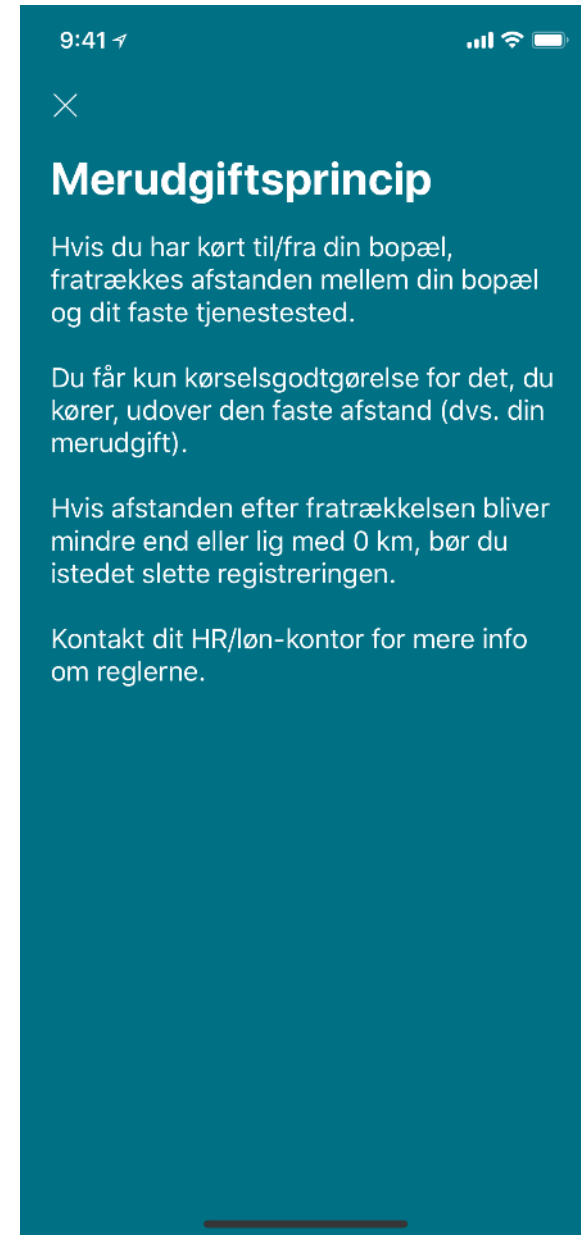 9:41
Merudgiftsprincip
Hvis du har kørt til/fra din bopæl,
fratrækkes afstanden mellem din bopæl
og dit faste tjenestested.
Du får kun kørselsgodtgørelse for det, du
kører, udover den faste afstand (dvs. din
merudgift).
Hvis afstanden efter fratrækkelsen bliver
mindre end eller lig med 0 km, bør du
istedet slette registreringen.
Kontakt dit HR/løn-kontor for mere info
om reglerne.